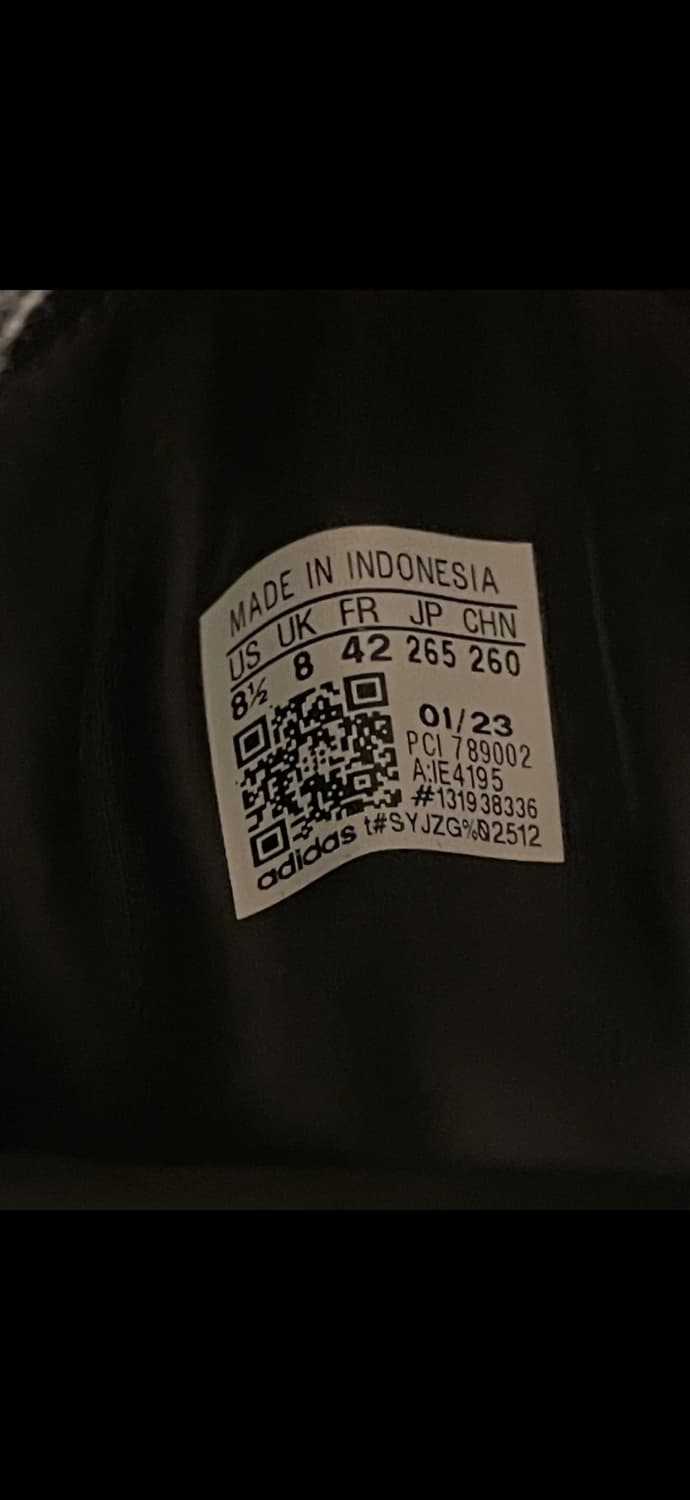 MADE IN INDONESIA
US UK FR JP CHN
8½ 8 42 265 260
01/23
PCI 789002
A:IE4195
#131938336
t#SYJZG%02512
adidas